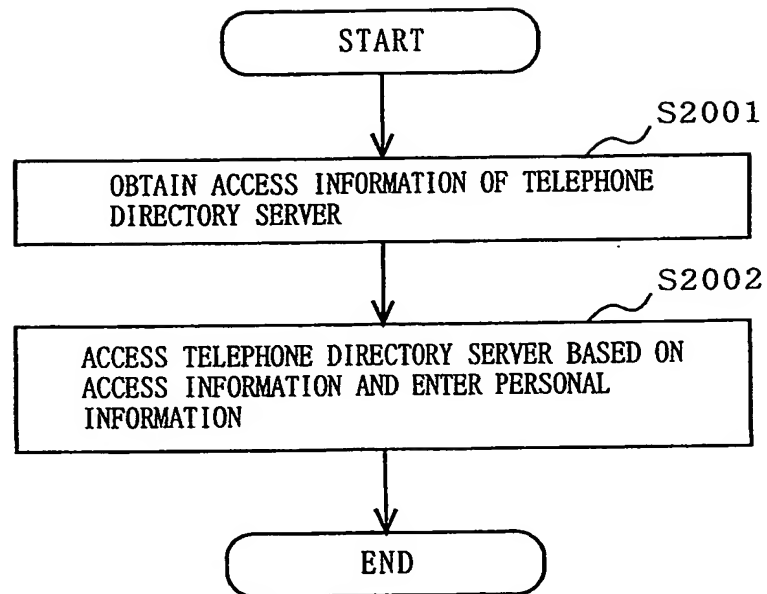 START
S2001
OBTAIN ACCESS INFORMATION OF TELEPHONE
DIRECTORY SERVER
S2002
ACCESS TELEPHONE DIRECTORY SERVER BASED ON
ACCESS INFORMATION AND ENTER PERSONAL
INFORMATION
END